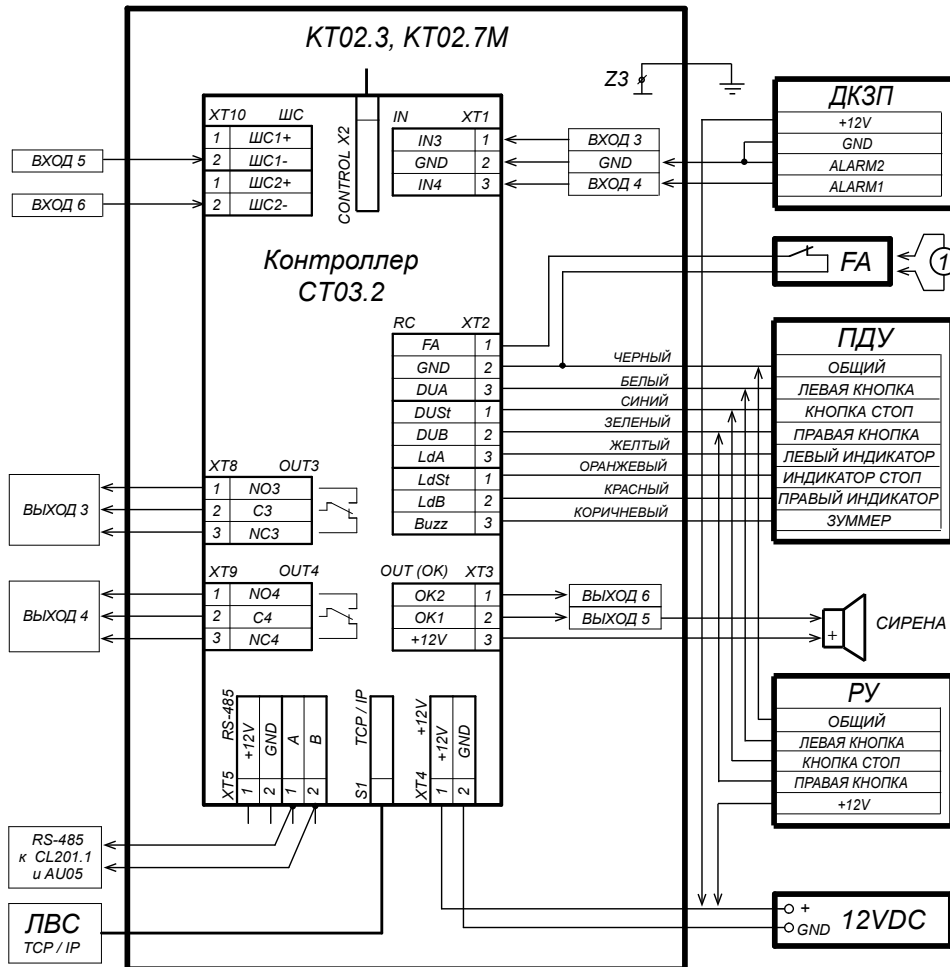 KT02.3, KT02.7M
Z3
XT10 ШС
1 ШС1+
2 ШС1-
1 ШС2+
2 ШС2-
ВХОД 5
ВХОД 6
CONTROL X2
IN XT1
IN3 1
GND 2
IN4 3
ВХОД 3
GND
ВХОД 4
ДКЗП
+12V
GND
ALARM2
ALARM1
Контроллер
CT03.2
FA
1
RC XT2
FA 1
GND 2
DUA 3
DUSt 1
DUB 2
LdA 3
LdSt 1
LdB 2
Buzz 3
ЧЕРНЫЙ
БЕЛЫЙ
СИНИЙ
ЗЕЛЕНЫЙ
ЖЕЛТЫЙ
ОРАНЖЕВЫЙ
КРАСНЫЙ
КОРИЧНЕВЫЙ
ПДУ
ОБЩИЙ
ЛЕВАЯ КНОПКА
КНОПКА СТОП
ПРАВАЯ КНОПКА
ЛЕВЫЙ ИНДИКАТОР
ИНДИКАТОР СТОП
ПРАВЫЙ ИНДИКАТОР
ЗУММЕР
XT8 OUT3
1 NO3
2 C3
3 NC3
ВЫХОД 3
XT9 OUT4
1 NO4
2 C4
3 NC4
ВЫХОД 4
OUT (OK) XT3
OK2 1
OK1 2
+12V 3
ВЫХОД 6
ВЫХОД 5
+
СИРЕНА
РУ
ОБЩИЙ
ЛЕВАЯ КНОПКА
КНОПКА СТОП
ПРАВАЯ КНОПКА
+12V
XT5 RS-485
1 +12V
2 GND
1 A
2 B
S1 TCP / IP
XT4 +12V
1 +12V
2 GND
RS-485
к CL201.1
и AU05
ЛВС
TCP / IP
+
GND
12VDC